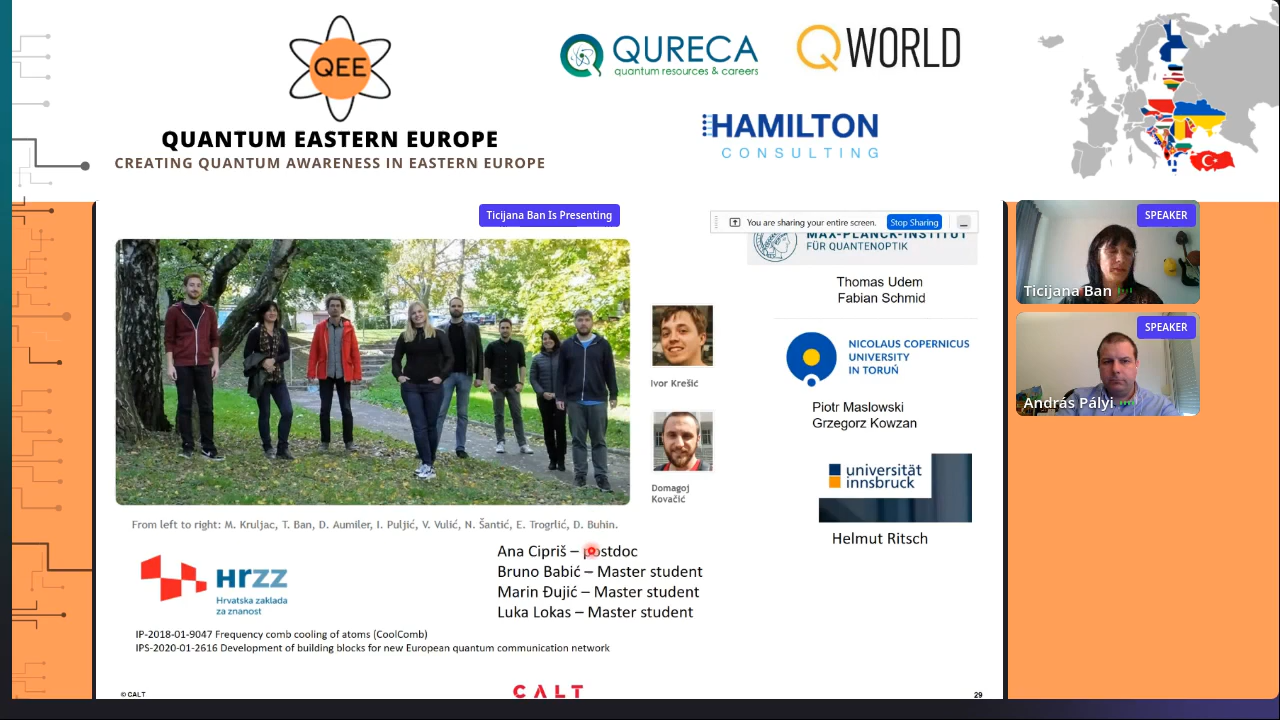 QEE
QUANTUM EASTERN EUROPE
CREATING QUANTUM AWARENESS IN EASTERN EUROPE
QURECA
quantum resources & careers
QWORLD
HAMILTON
CONSULTING
Ticijana Ban Is Presenting
You are sharing your entire screen.
Stop Sharing
MAX-PLANCK-INSTITUT
FÜR QUANTENOPTIK
Thomas Udem
Fabian Schmid
NICOLAUS COPERNICUS
UNIVERSITY
IN TORUŃ
Piotr Maslowski
Grzegorz Kowzan
universität
innsbruck
Helmut Ritsch
Ivor Krešić
Domagoj
Kovačić
From left to right: M. Kruljac, T. Ban, D. Aumiler, I. Puljić, V. Vulić, N. Šantić, E. Trogrlić, D. Buhin.
Ana Cipriš – postdoc
Bruno Babić – Master student
Marin Đujić – Master student
Luka Lokas – Master student
HRZZ
Hrvatska zaklada
za znanost
IP-2018-01-9047 Frequency comb cooling of atoms (CoolComb)
IPS-2020-01-2616 Development of building blocks for new European quantum communication network
© CALT
CALT
29
SPEAKER
Ticijana Ban
SPEAKER
András Pályi